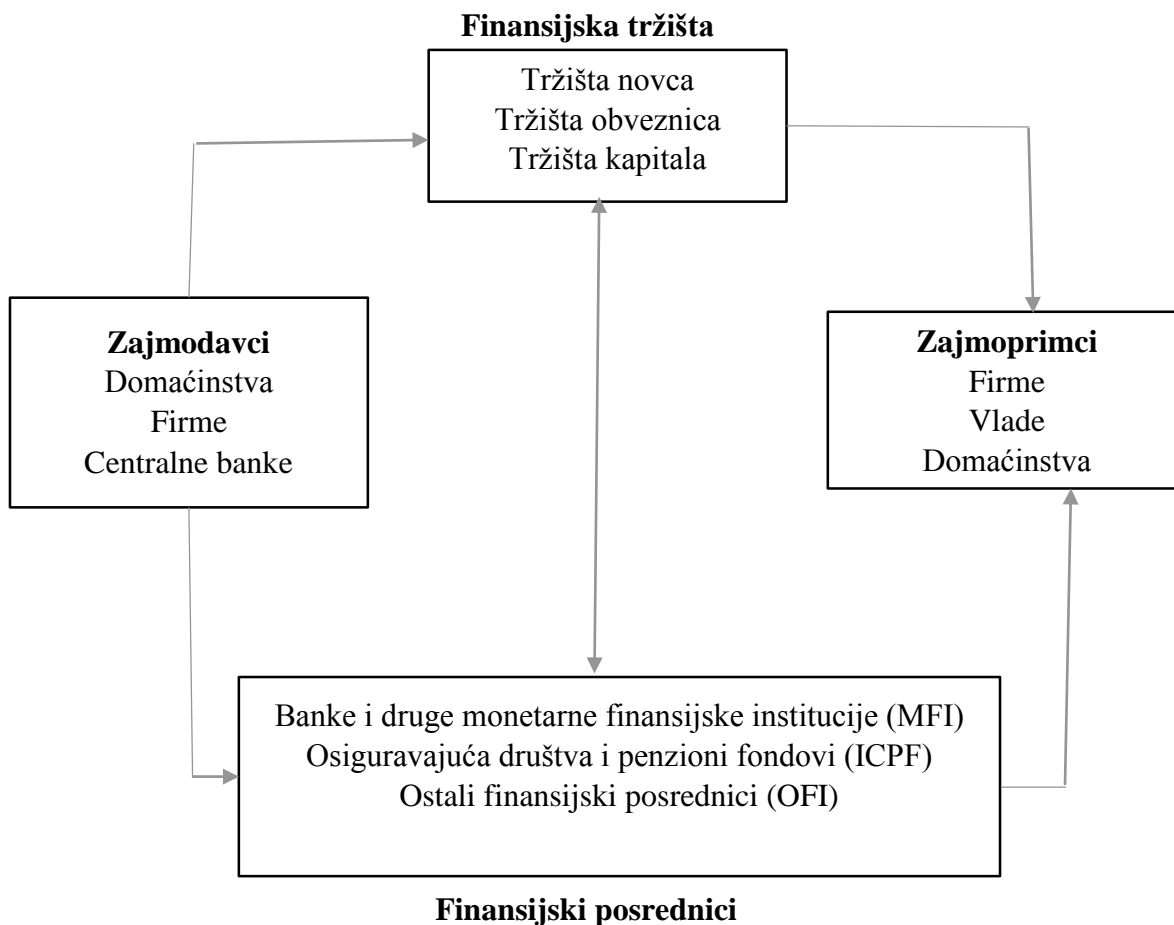 Finansijska tržišta
Tržišta novca
Tržišta obveznica
Tržišta kapitala
Zajmodavci
Domaćinstva
Firme
Centralne banke
Zajmoprimci
Firme
Vlade
Domaćinstva
Banke i druge monetarne finansijske institucije (MFI)
Osiguravajuća društva i penzioni fondovi (ICPF)
Ostali finansijski posrednici (OFI)
Finansijski posrednici